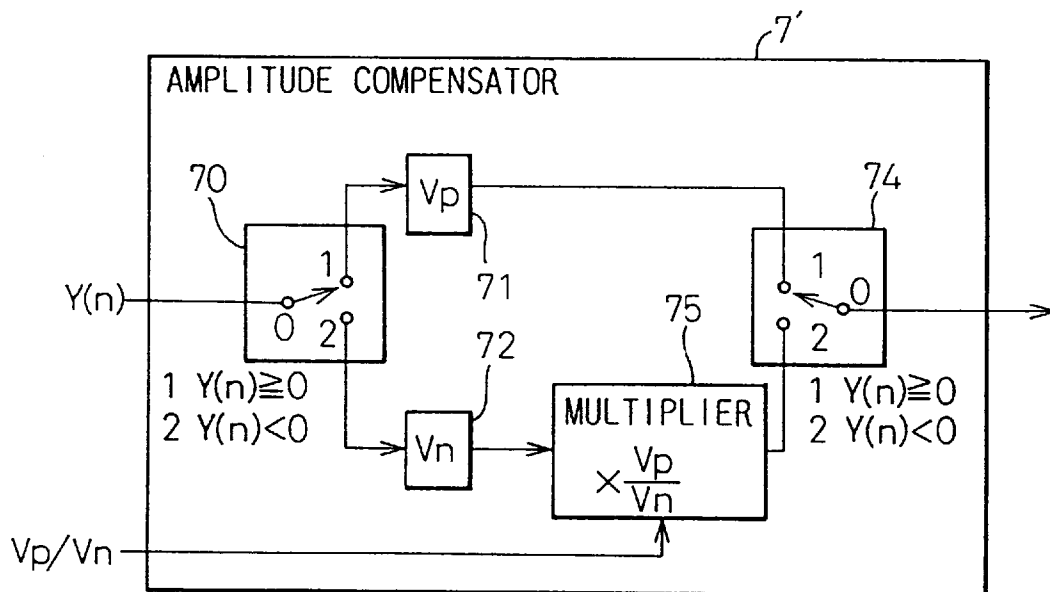 7'
AMPLITUDE COMPENSATOR
70
Vp
71
74
Y(n)
0
1
2
1 Y(n)≧0
2 Y(n)<0
72
Vn
75
MULTIPLIER
× Vp/Vn
1
0
2
1 Y(n)≧0
2 Y(n)<0
Vp/Vn